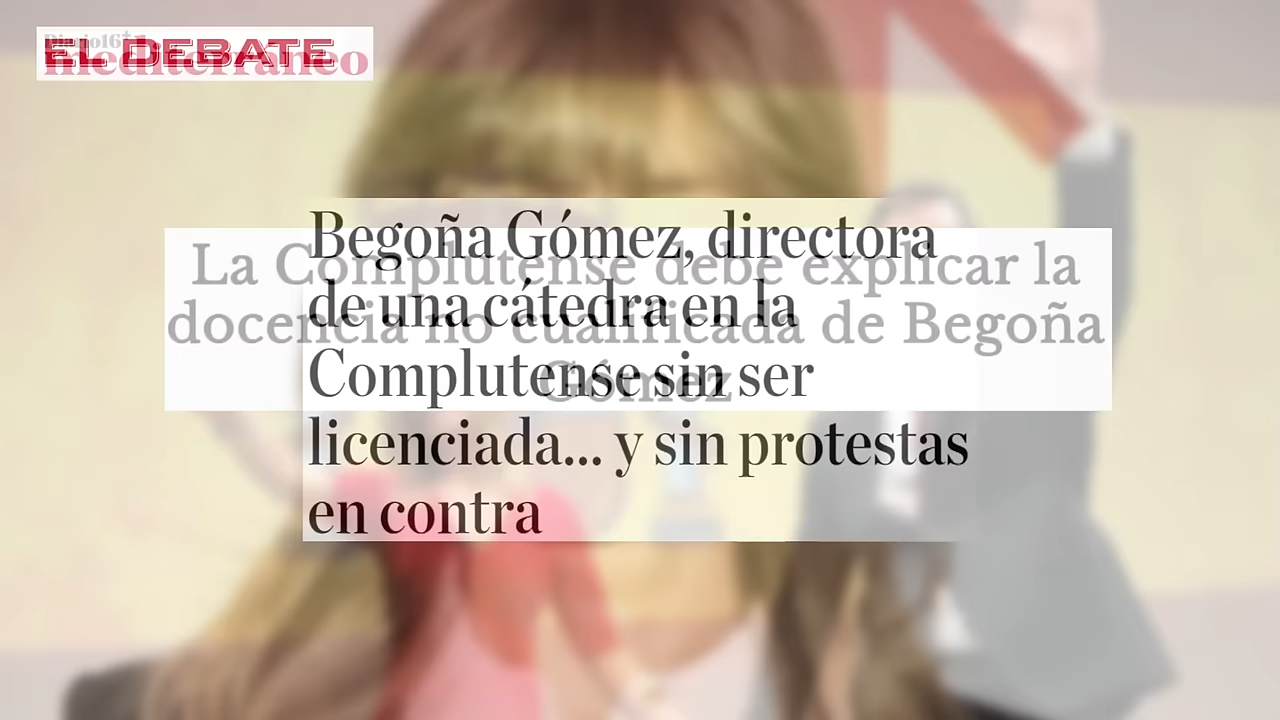 Diario16+
EL DEBATE
mediterráneo
La Complutense debe explicar la
docencia no cualificada de Begoña
Gómez
Begoña Gómez, directora
de una cátedra en la
Complutense sin ser
licenciada... y sin protestas
en contra